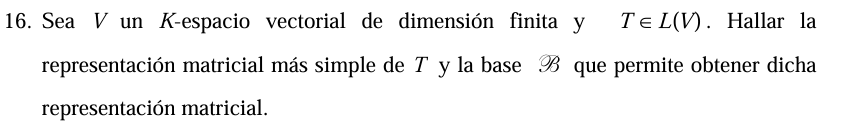 16. Sea V un K-espacio vectorial de dimensión finita y T ∈ L(V). Hallar la
representación matricial más simple de T y la base ℬ que permite obtener dicha
representación matricial.